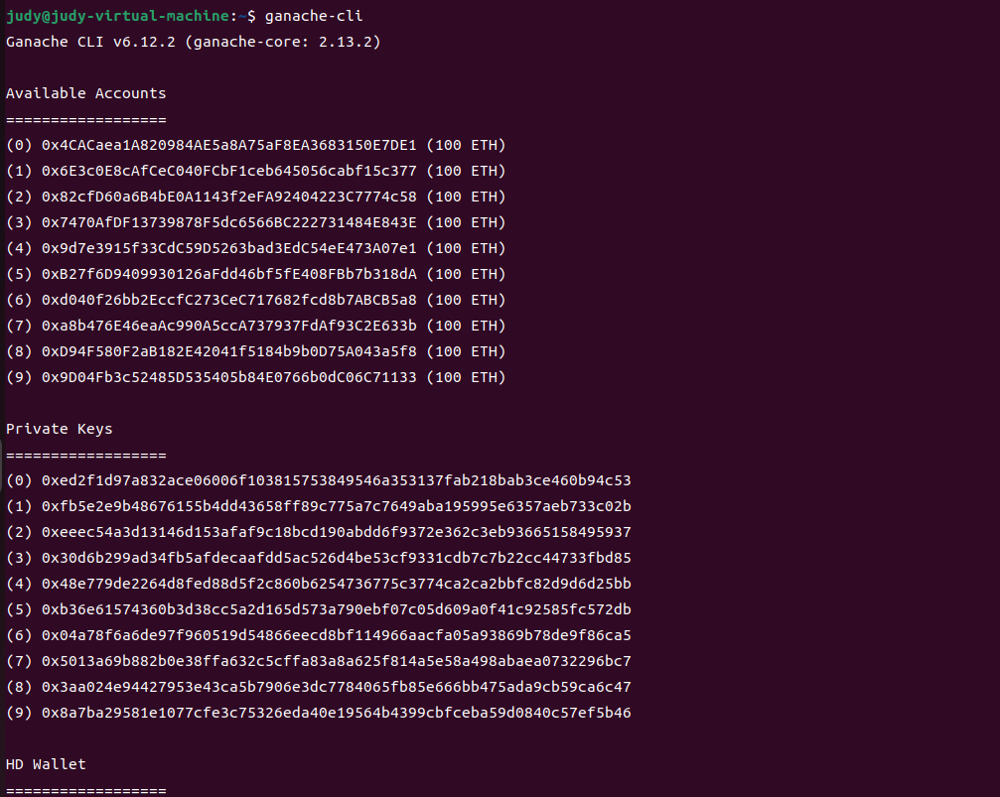 judy@judy-virtual-machine:~$ ganache-cli
Ganache CLI v6.12.2 (ganache-core: 2.13.2)
Available Accounts
==================
(0) 0x4CACaea1A820984AE5a8A75aF8EA3683150E7DE1 (100 ETH)
(1) 0x6E3c0E8cAfCeC040FCbF1ceb645056cabf15c377 (100 ETH)
(2) 0x82cfD60a6B4bE0A1143f2eFA92404223C7774c58 (100 ETH)
(3) 0x7470AfDF13739878F5dc6566BC222731484E843E (100 ETH)
(4) 0x9d7e3915f33CdC59D5263bad3EdC54eE473A07e1 (100 ETH)
(5) 0xB27f6D9409930126aFdd46bf5fE408FBb7b318dA (100 ETH)
(6) 0xd040f26bb2EccfC273CeC717682fcd8b7ABCB5a8 (100 ETH)
(7) 0xa8b476E46eaAc990A5ccA737937FdAf93C2E633b (100 ETH)
(8) 0xD94F580F2aB182E42041f5184b9b0D75A043a5f8 (100 ETH)
(9) 0x9D04Fb3c52485D535405b84E0766b0dC06C71133 (100 ETH)
Private Keys
==================
(0) 0xed2f1d97a832ace06006f103815753849546a353137fab218bab3ce460b94c53
(1) 0xfb5e2e9b48676155b4dd43658ff89c775a7c7649aba195995e6357aeb733c02b
(2) 0xeeec54a3d13146d153afaf9c18bcd190abdd6f9372e362c3eb93665158495937
(3) 0x30d6b299ad34fb5afdecaafdd5ac526d4be53cf9331cdb7c7b22cc44733fbd85
(4) 0x48e779de2264d8fed88d5f2c860b6254736775c3774ca2ca2bbfc82d9d6d25bb
(5) 0xb36e61574360b3d38cc5a2d165d573a790ebf07c05d609a0f41c92585fc572db
(6) 0x04a78f6a6de97f960519d54866eecd8bf114966aacfa05a93869b78de9f86ca5
(7) 0x5013a69b882b0e38ffa632c5cffa83a8a625f814a5e58a498abaea0732296bc7
(8) 0x3aa024e94427953e43ca5b7906e3dc7784065fb85e666bb475ada9cb59ca6c47
(9) 0x8a7ba29581e1077cfe3c75326eda40e19564b4399cbfceba59d0840c57ef5b46
HD Wallet
==================